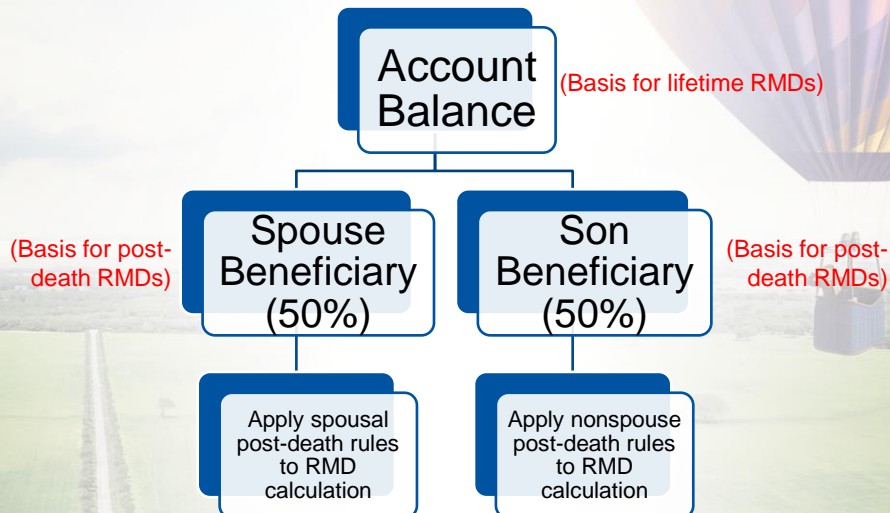 Account
Balance
(Basis for lifetime RMDs)
Spouse
Beneficiary
(50%)
(Basis for post-
death RMDs)
Son
Beneficiary
(50%)
(Basis for post-
death RMDs)
Apply spousal
post-death rules
to RMD
calculation
Apply nonspouse
post-death rules
to RMD
calculation